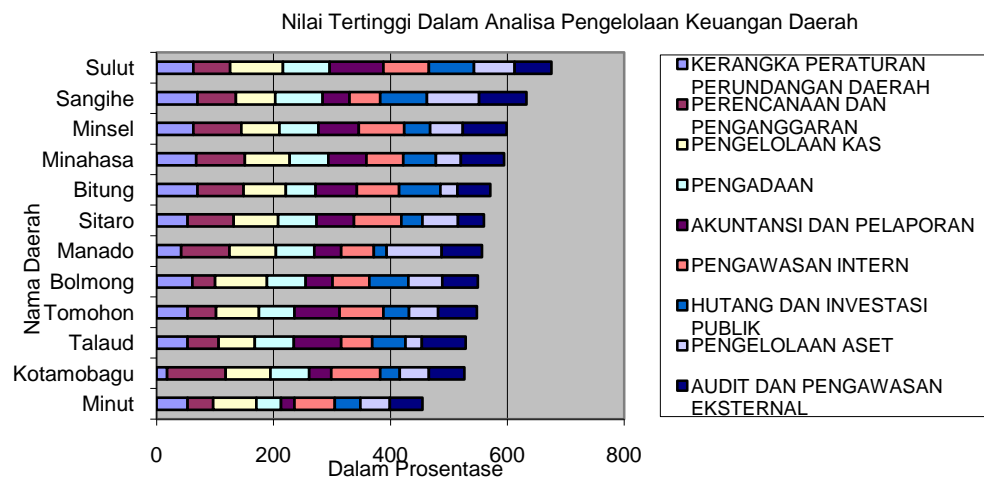 Nilai Tertinggi Dalam Analisa Pengelolaan Keuangan Daerah
Nama Daerah
Sulut
Sangihe
Minsel
Minahasa
Bitung
Sitaro
Manado
Bolmong
Tomohon
Talaud
Kotamobagu
Minut
0 200 400 600 800
Dalam Prosentase
KERANGKA PERATURAN
PERUNDANGAN DAERAH
PERENCANAAN DAN
PENGANGGARAN
PENGELOLAAN KAS
PENGADAAN
AKUNTANSI DAN PELAPORAN
PENGAWASAN INTERN
HUTANG DAN INVESTASI
PUBLIK
PENGELOLAAN ASET
AUDIT DAN PENGAWASAN
EKSTERNAL